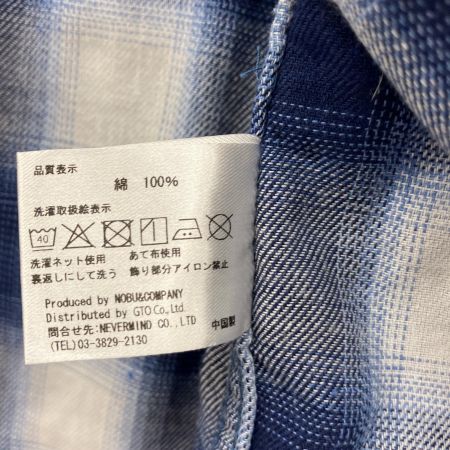 品質表示
綿 100%
洗濯取扱絵表示
40
洗濯ネット使用 あて布使用
裏返しにして洗う 飾り部分アイロン禁止
Produced by NOBU&COMPANY
Distributed by GTO Co.,Ltd
問合せ先:NEVERMIND CO.,LTD
(TEL)03-3829-2130 中国製